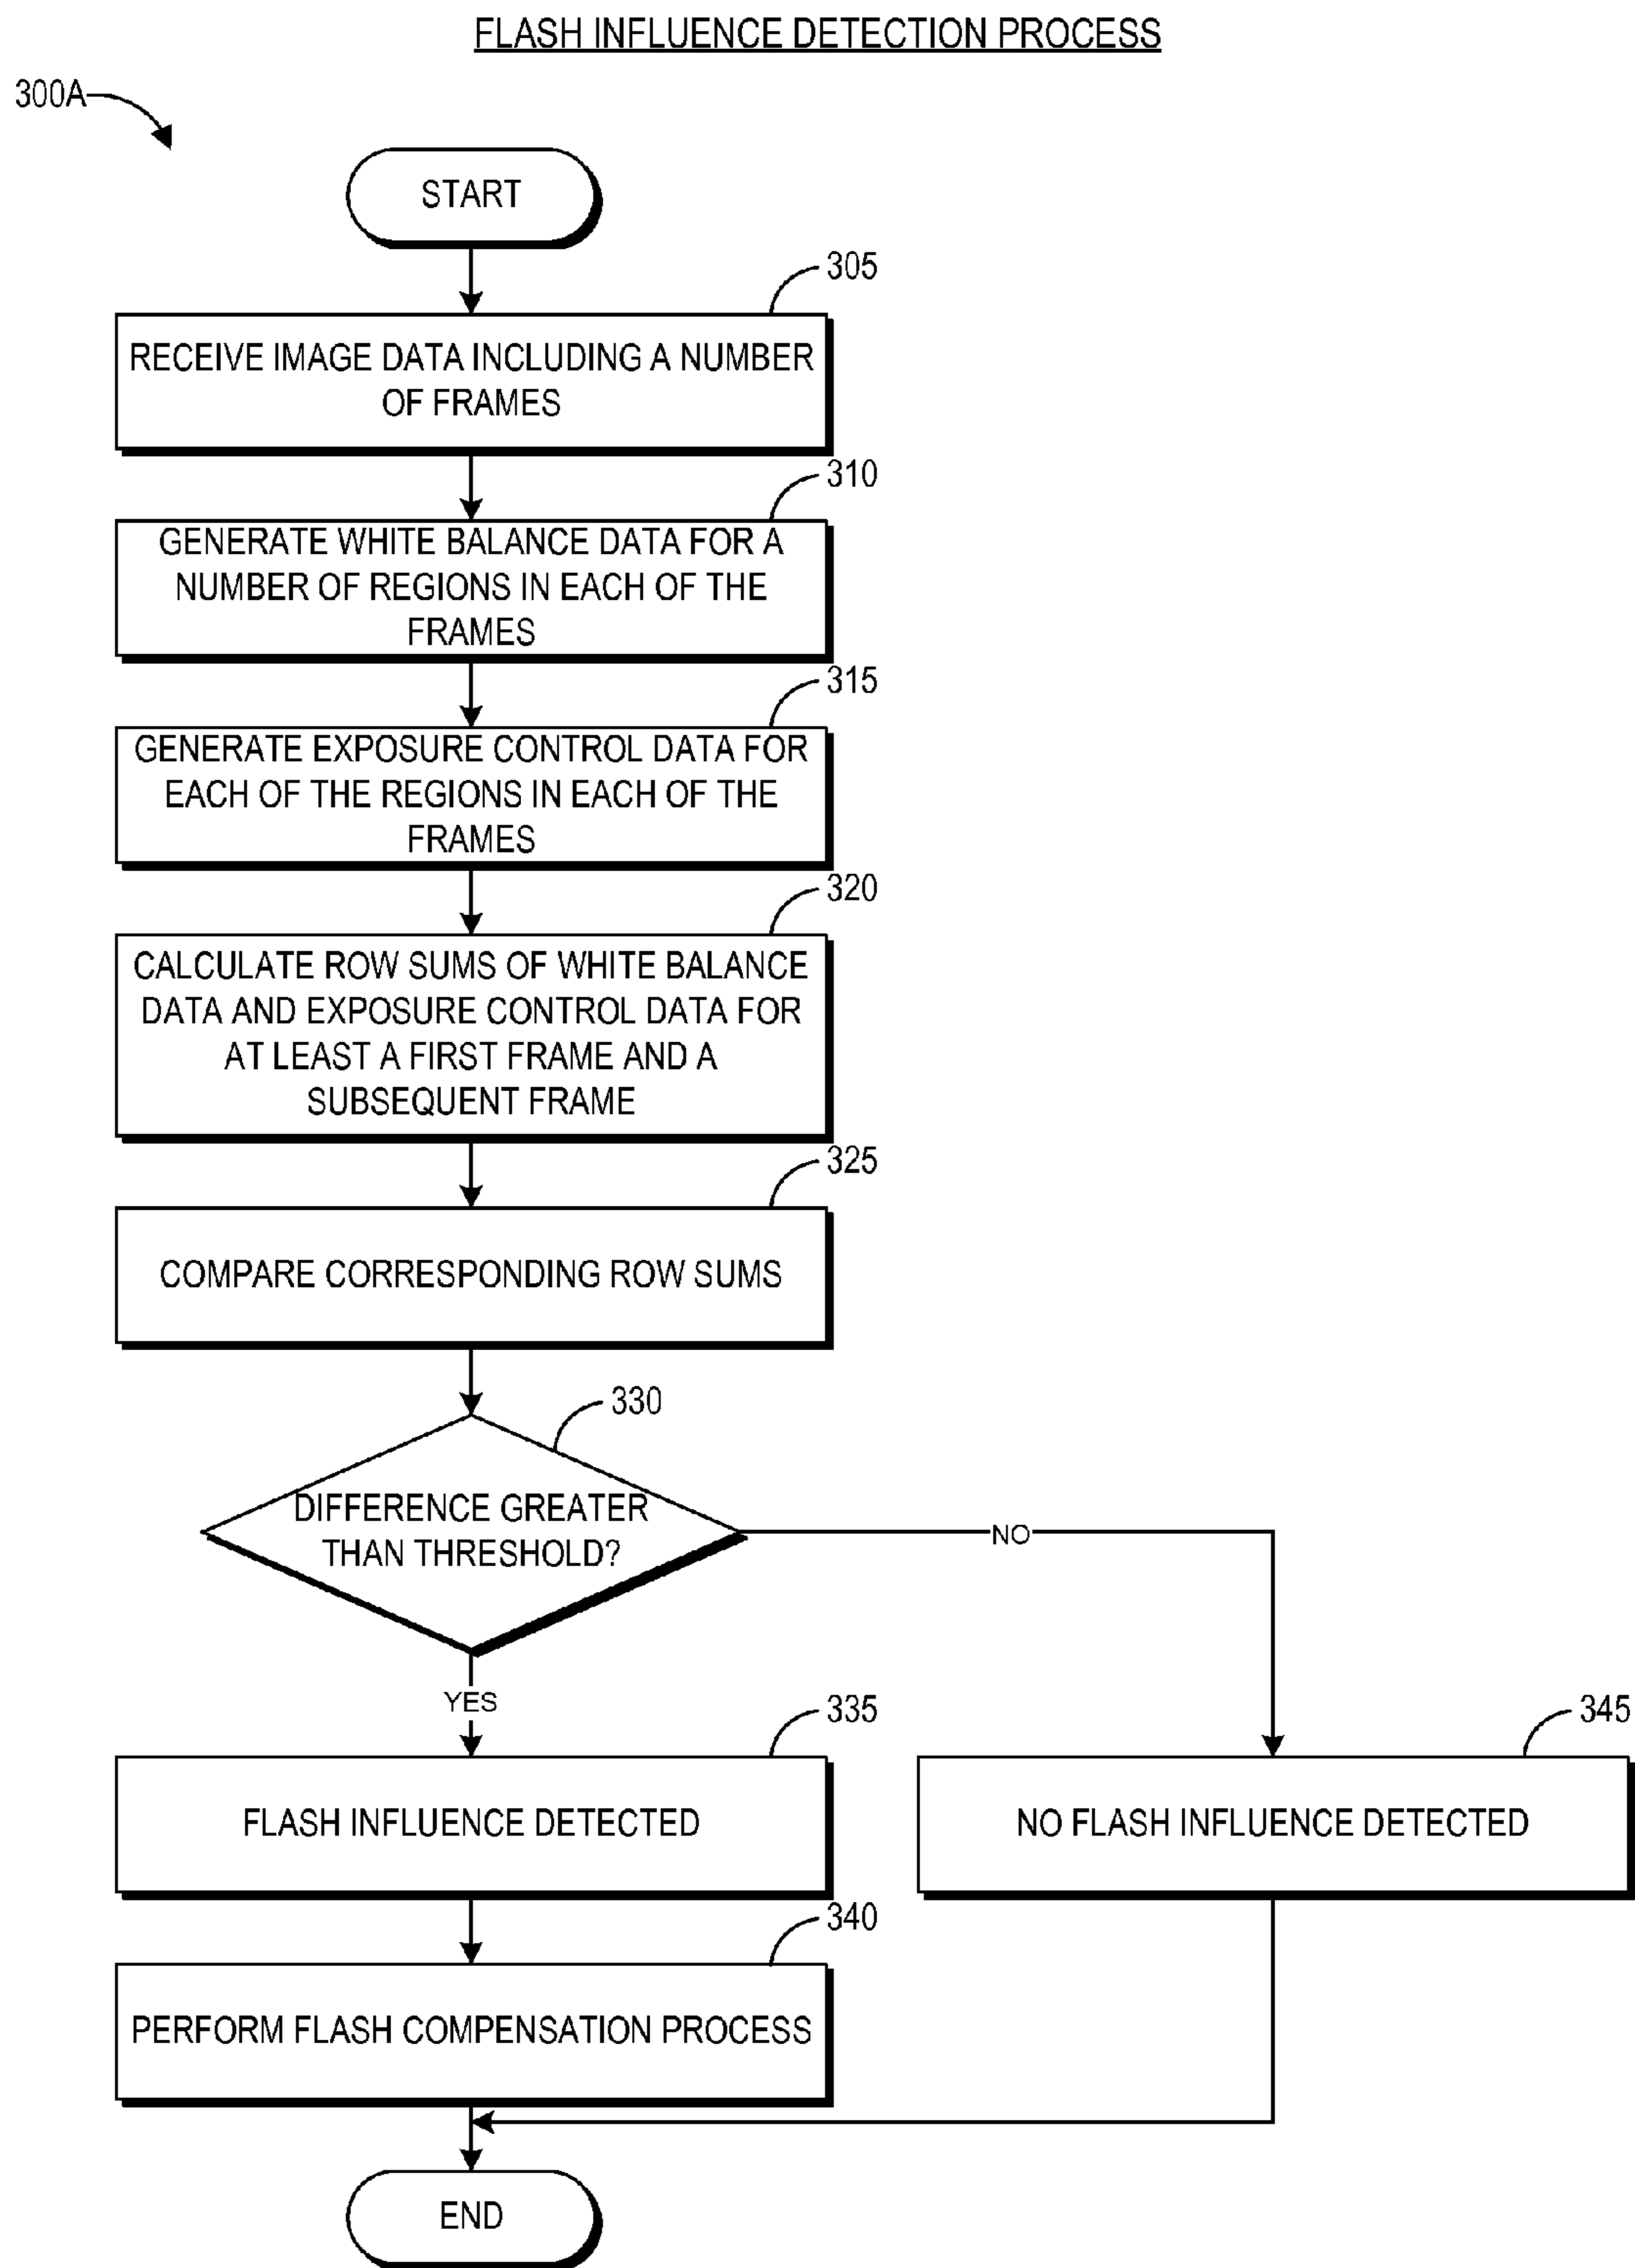 FLASH INFLUENCE DETECTION PROCESS
300A
START
305
RECEIVE IMAGE DATA INCLUDING A NUMBER
OF FRAMES
310
GENERATE WHITE BALANCE DATA FOR A
NUMBER OF REGIONS IN EACH OF THE
FRAMES
315
GENERATE EXPOSURE CONTROL DATA FOR
EACH OF THE REGIONS IN EACH OF THE
FRAMES
320
CALCULATE ROW SUMS OF WHITE BALANCE
DATA AND EXPOSURE CONTROL DATA FOR
AT LEAST A FIRST FRAME AND A
SUBSEQUENT FRAME
325
COMPARE CORRESPONDING ROW SUMS
330
DIFFERENCE GREATER
THAN THRESHOLD?
NO
YES
335
FLASH INFLUENCE DETECTED
345
NO FLASH INFLUENCE DETECTED
340
PERFORM FLASH COMPENSATION PROCESS
END